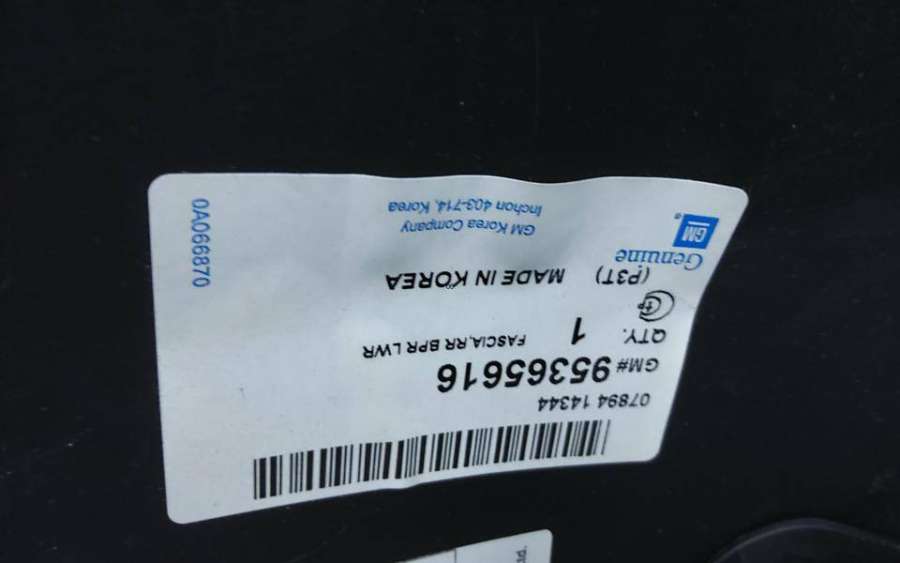 07894 14344
GM# 95365616
QTY. 1 FASCIA,RR BPR LWR
(P3T) MADE IN KOREA
Genuine
GM ®
GM Korea Company
Inchon 403-714, Korea
0A066870
td.